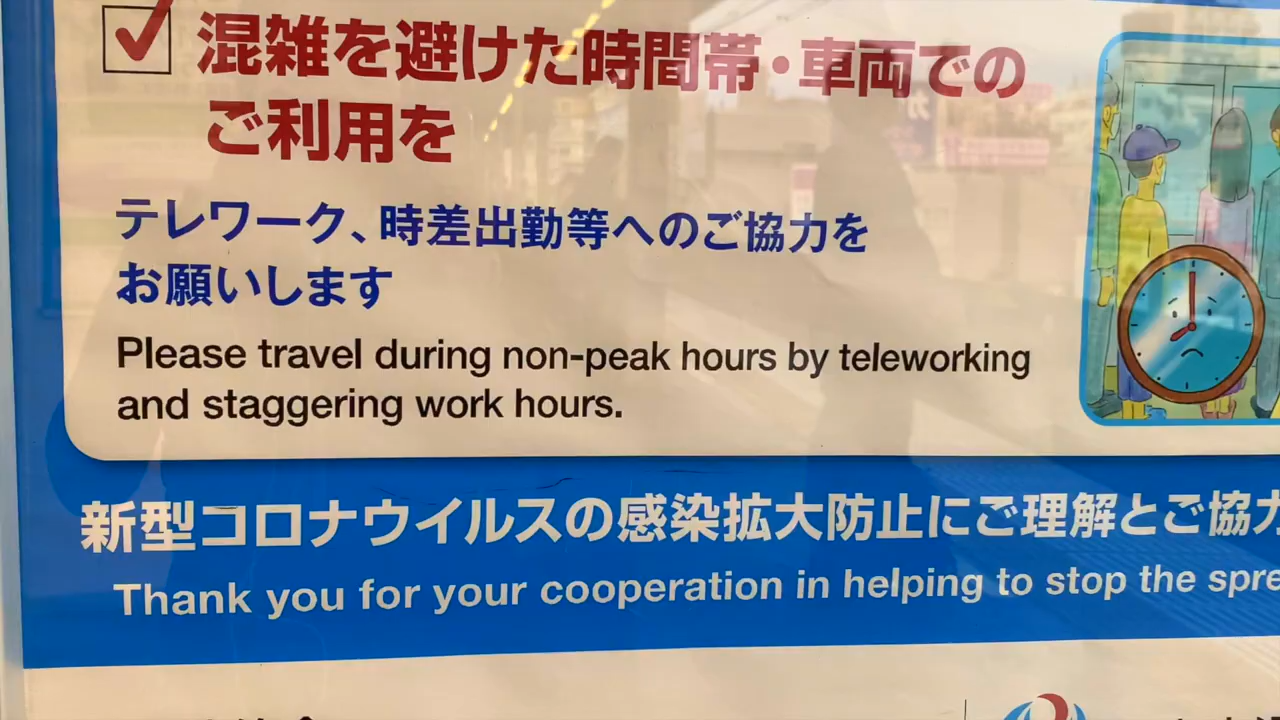 混雑を避けた時間帯・車両での
ご利用を
テレワーク、時差出勤等へのご協力を
お願いします
Please travel during non-peak hours by teleworking
and staggering work hours.
新型コロナウイルスの感染拡大防止にご理解とご協力
Thank you for your cooperation in helping to stop the spre